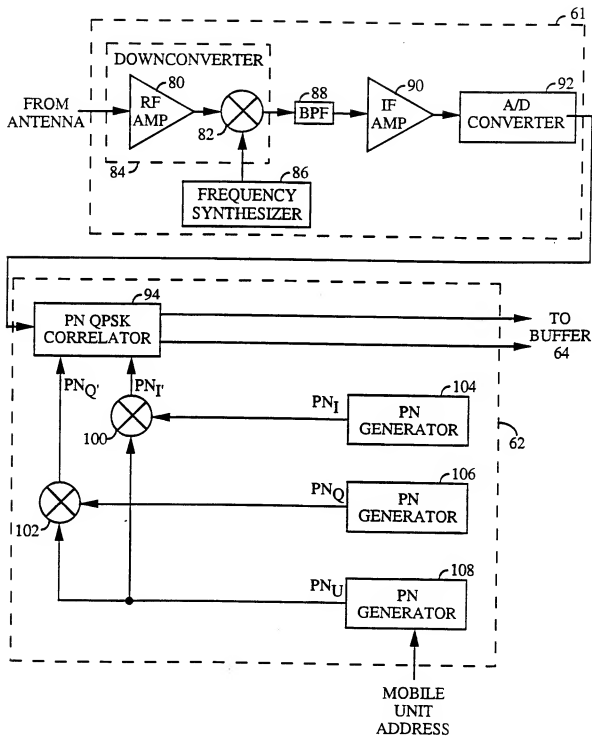 61
DOWNCONVERTER
80
RF
AMP
82
84
88
BPF
90
IF
AMP
92
A/D
CONVERTER
FROM
ANTENNA
86
FREQUENCY
SYNTHESIZER
94
PN QPSK
CORRELATOR
TO
BUFFER
64
PNQ'
PNI'
100
PNI
104
PN
GENERATOR
62
102
PNQ
106
PN
GENERATOR
PNU
108
PN
GENERATOR
MOBILE
UNIT
ADDRESS